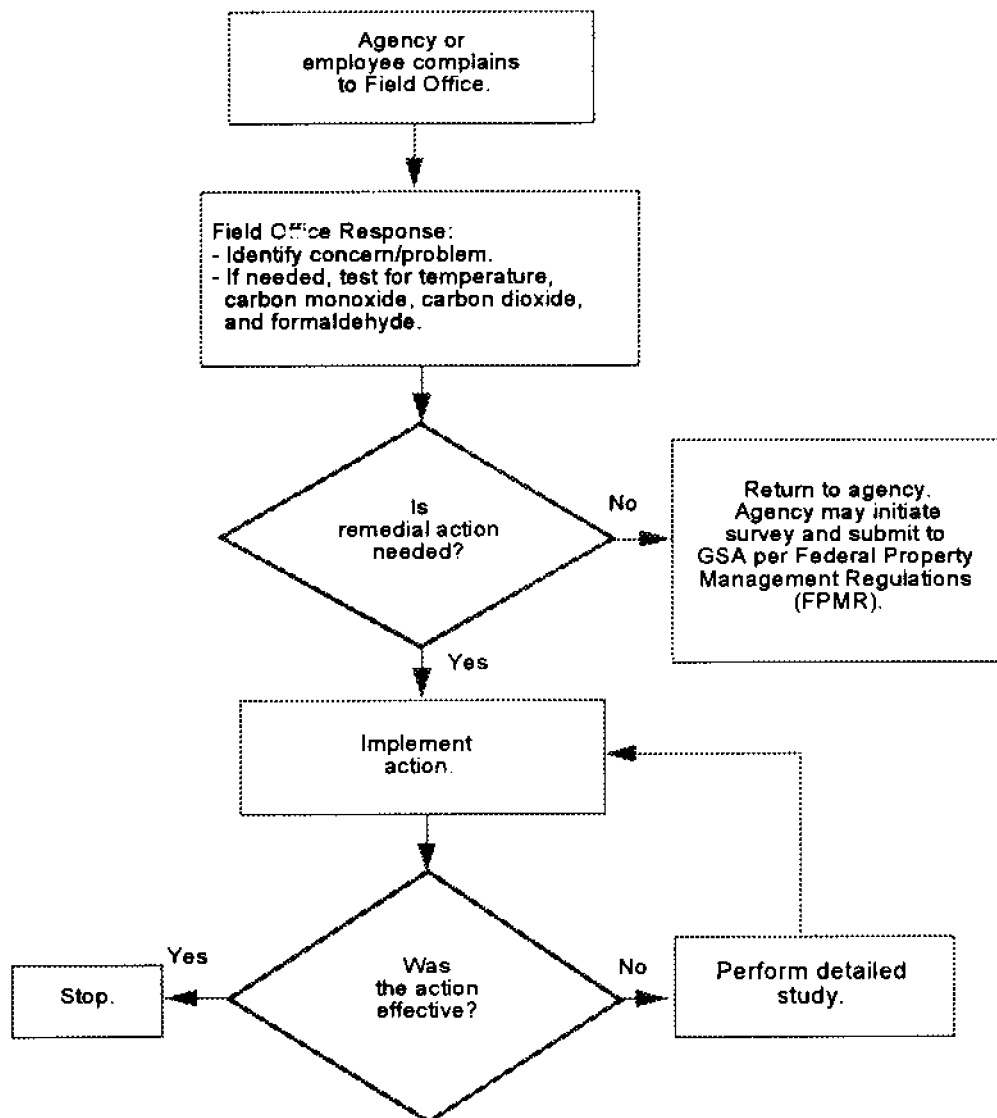 Agency or
employee complains
to Field Office.
Field Office Response:
- Identify concern/problem.
- If needed, test for temperature,
carbon monoxide, carbon dioxide,
and formaldehyde.
Is
remedial action
needed?
No
Return to agency.
Agency may initiate
survey and submit to
GSA per Federal Property
Management Regulations
(FPMR).
Yes
Implement
action.
Was
the action
effective?
Yes
Stop.
No
Perform detailed
study.